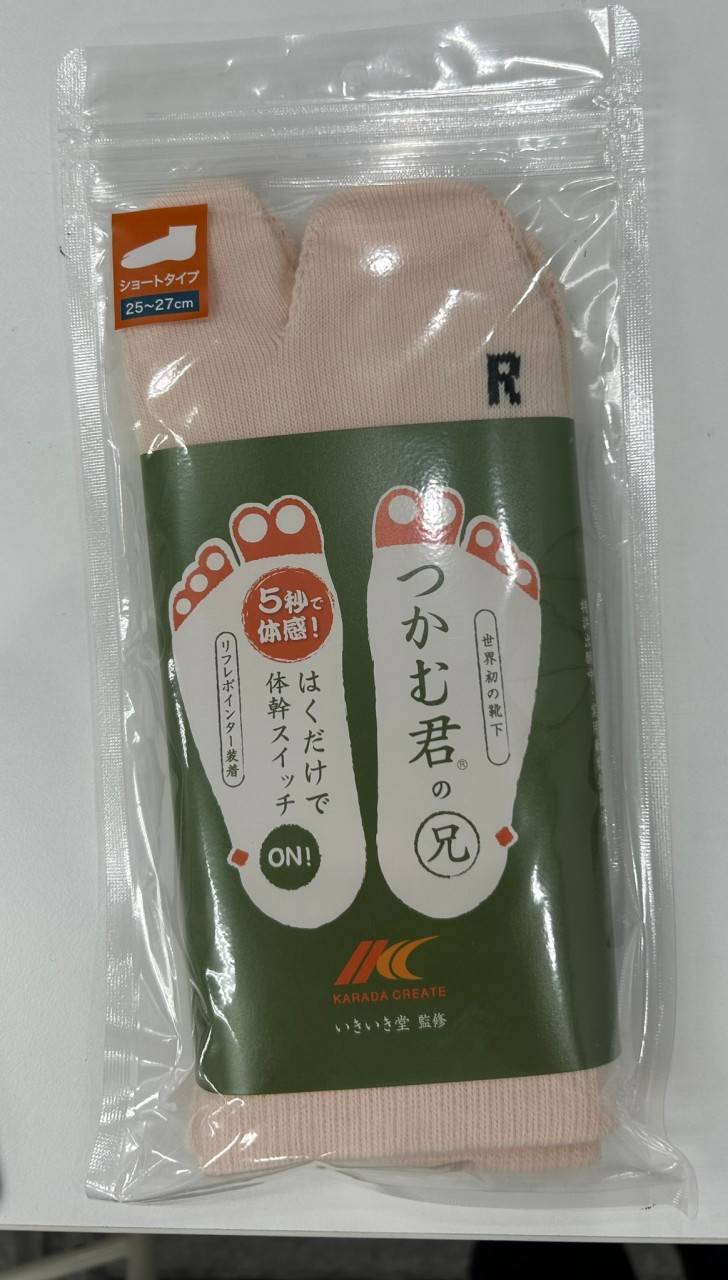 ショートタイプ
25~27cm
R
5秒で
体感!
はくだけで
体幹スイッチ
ON!
リフレポインター装着
世界初の靴下
つかむ君®の
兄
KARADA CREATE
いきいき堂 監修